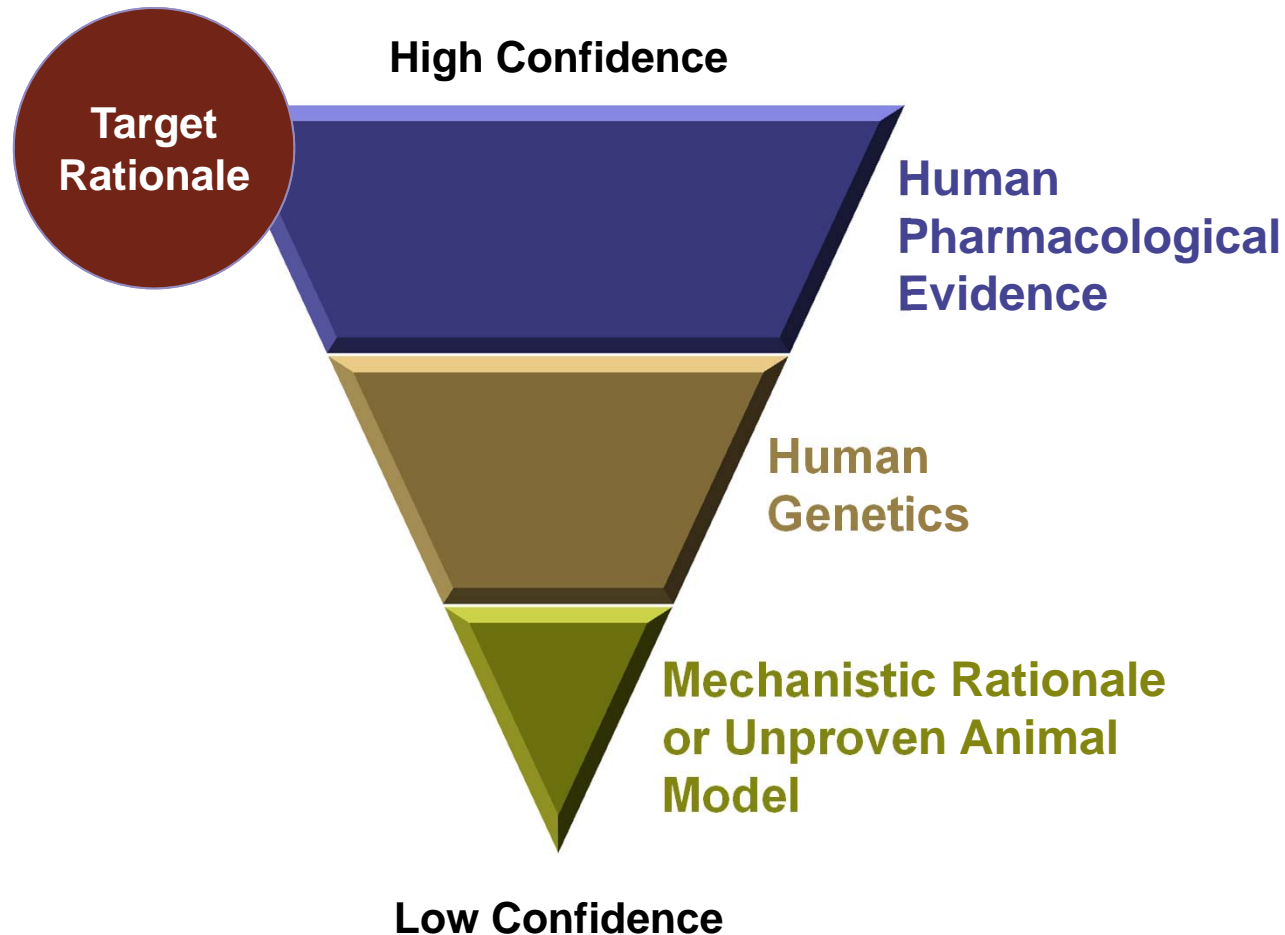 High Confidence
Target
Rationale
Human
Pharmacological
Evidence
Human
Genetics
Mechanistic Rationale
or Unproven Animal
Model
Low Confidence